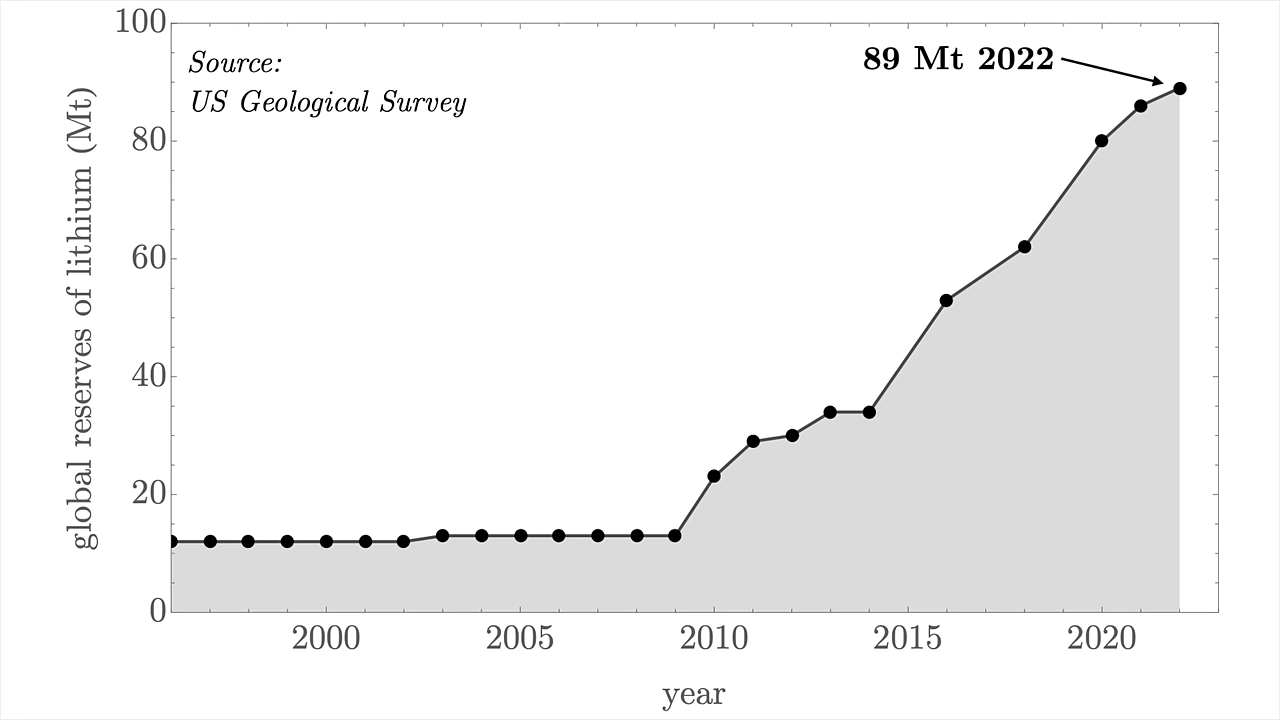 100
Source:
US Geological Survey
89 Mt 2022
80
60
40
20
0
global reserves of lithium (Mt)
2000 2005 2010 2015 2020
year